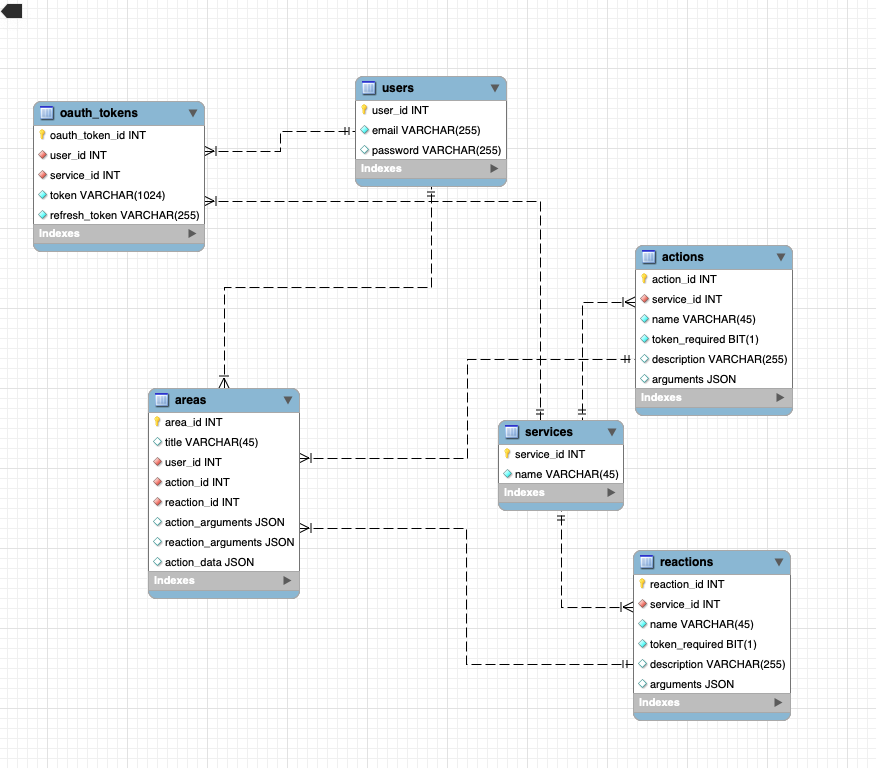 oauth_tokens
oauth_token_id INT
user_id INT
service_id INT
token VARCHAR(1024)
refresh_token VARCHAR(255)
Indexes
users
user_id INT
email VARCHAR(255)
password VARCHAR(255)
Indexes
actions
action_id INT
service_id INT
name VARCHAR(45)
token_required BIT(1)
description VARCHAR(255)
arguments JSON
Indexes
areas
area_id INT
title VARCHAR(45)
user_id INT
action_id INT
reaction_id INT
action_arguments JSON
reaction_arguments JSON
action_data JSON
Indexes
services
service_id INT
name VARCHAR(45)
Indexes
reactions
reaction_id INT
service_id INT
name VARCHAR(45)
token_required BIT(1)
description VARCHAR(255)
arguments JSON
Indexes